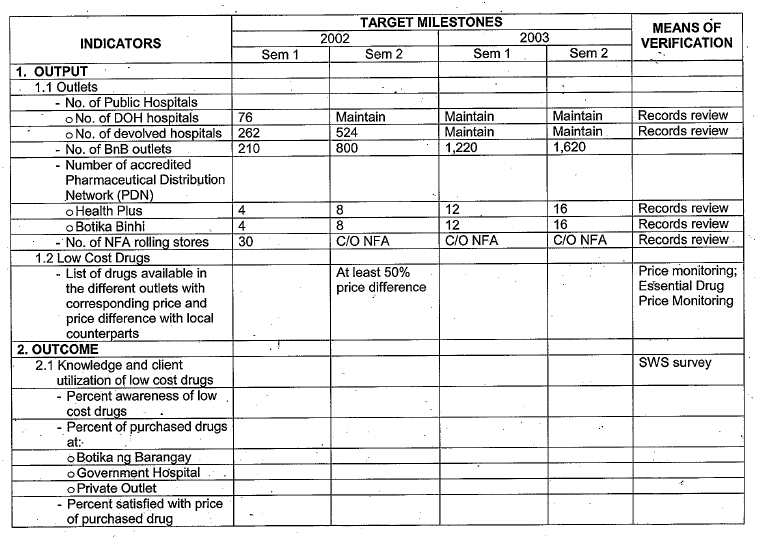 INDICATORS TARGET MILESTONES MEANS OF VERIFICATION
2002 2003
Sem 1 Sem 2 Sem 1 Sem 2
1. OUTPUT
1.1 Outlets
- No. of Public Hospitals
o No. of DOH hospitals 76 Maintain Maintain Maintain Records review
o No. of devolved hospitals 262 524 Maintain Maintain Records review
- No. of BnB outlets 210 800 1,220 1,620
- Number of accredited
Pharmaceutical Distribution
Network (PDN)
o Health Plus 4 8 12 16 Records review
o Botika Binhi 4 8 12 16 Records review
- No. of NFA rolling stores 30 C/O NFA C/O NFA C/O NFA Records review
1.2 Low Cost Drugs
- List of drugs available in At least 50% Price monitoring;
the different outlets with price difference Essential Drug
corresponding price and Price Monitoring
price difference with local
counterparts
2. OUTCOME
2.1 Knowledge and client SWS survey
utilization of low cost drugs
- Percent awareness of low
cost drugs
- Percent of purchased drugs
at:
o Botika ng Barangay
o Government Hospital
o Private Outlet
- Percent satisfied with price
of purchased drug